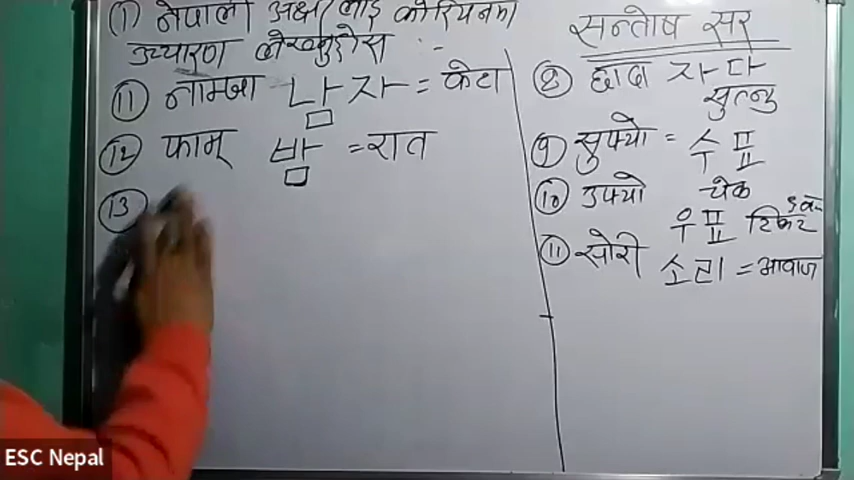 (1) नेपाली अक्षरलाई कोरियनमा
उच्चारण लेख्नुहोस :-
(11) नाम्जा 남자 = केटा
(12) फाम् 밤 = रात
(13)
सन्तोष सर
(8) छादा 자다
सुत्नु
(9) सुफ्यो = 수표
चेक
(10) उफ्यो 우표 टिकट
(11) सोरी 소리 = आवाज
ESC Nepal